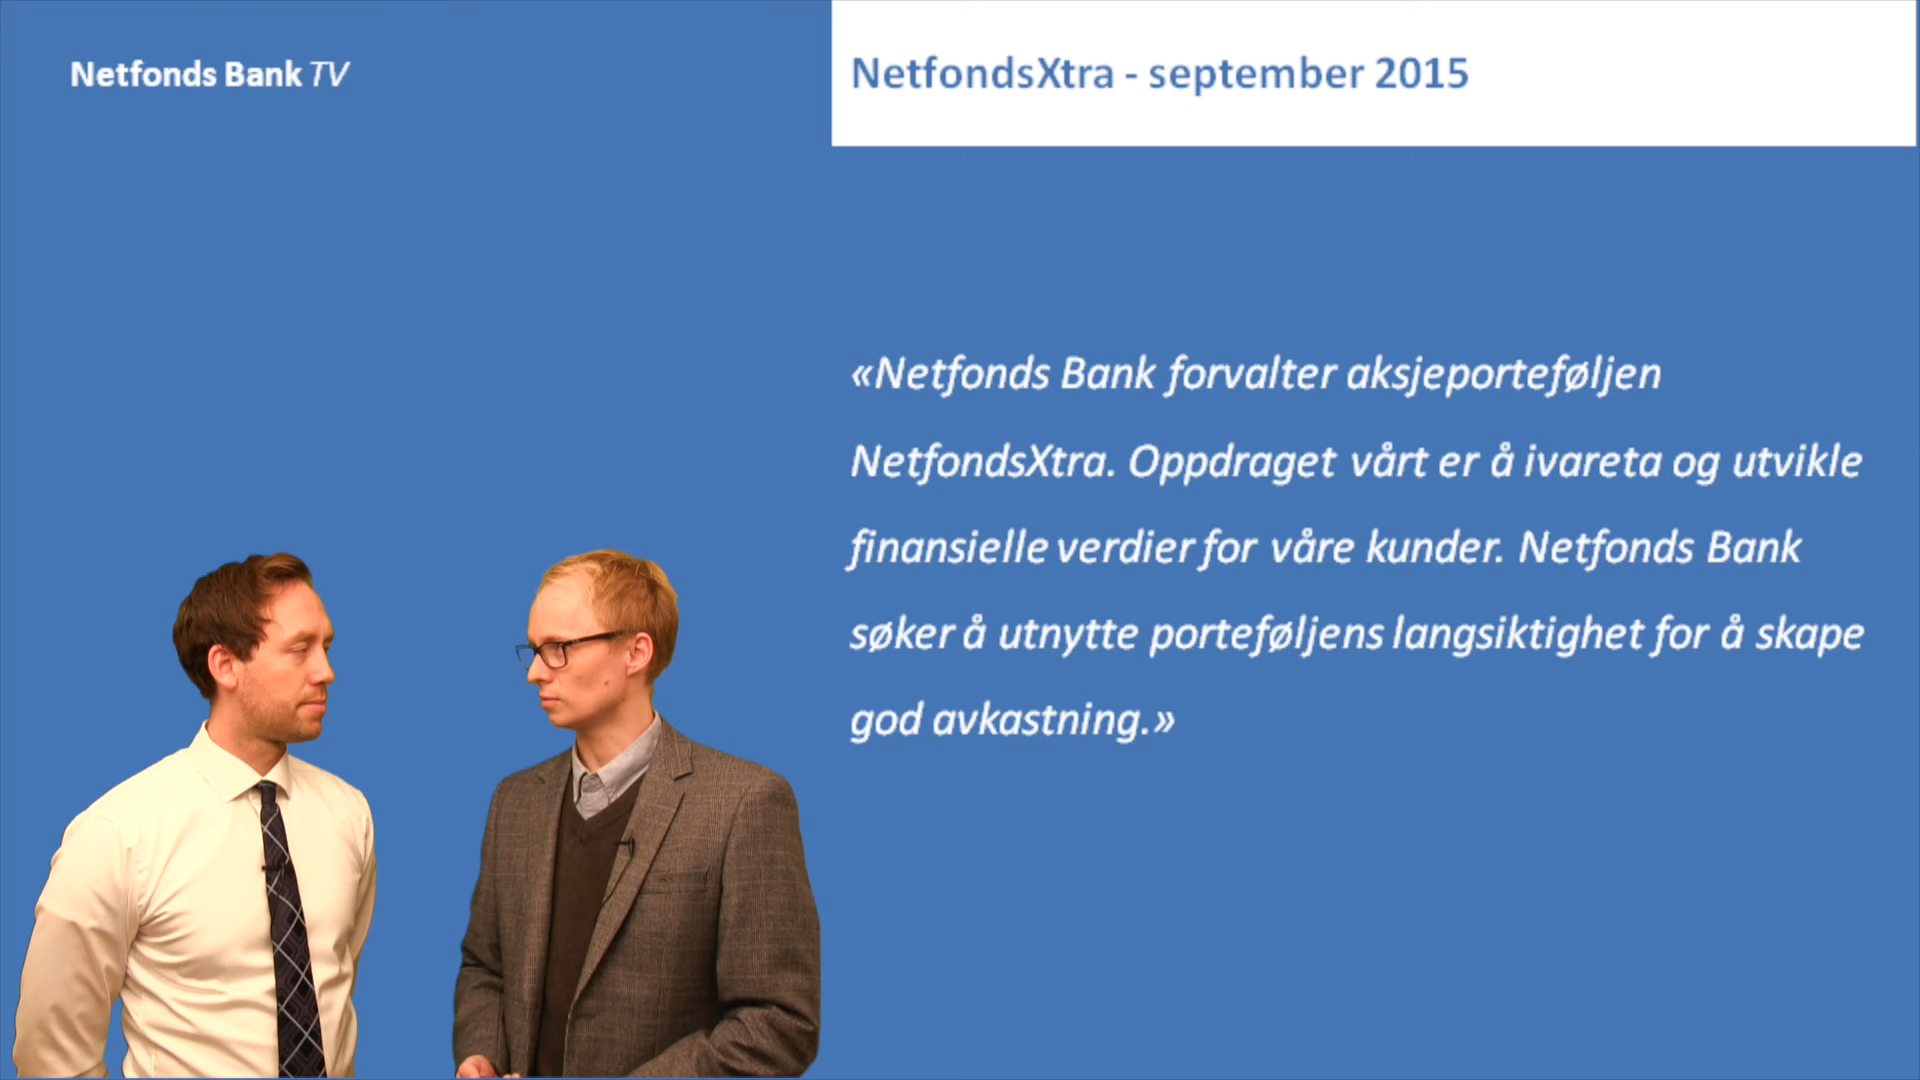 Netfonds Bank TV
NetfondsXtra - september 2015
«Netfonds Bank forvalter aksjeporteføljen
NetfondsXtra. Oppdraget vårt er å ivareta og utvikle
finansielle verdier for våre kunder. Netfonds Bank
søker å utnytte porteføljens langsiktighet for å skape
god avkastning.»